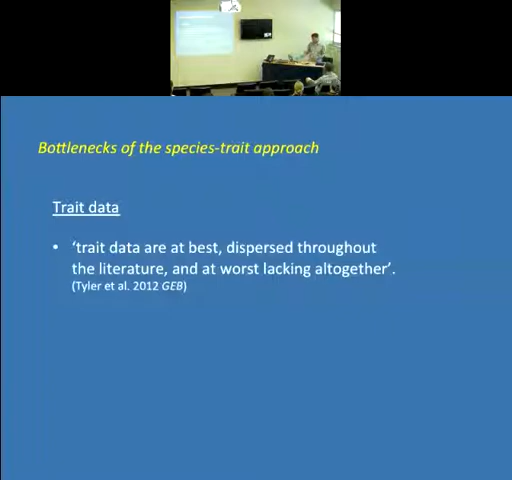 Bottlenecks of the species-trait approach
Trait data
• ‘trait data are at best, dispersed throughout
the literature, and at worst lacking altogether’.
(Tyler et al. 2012 GEB)